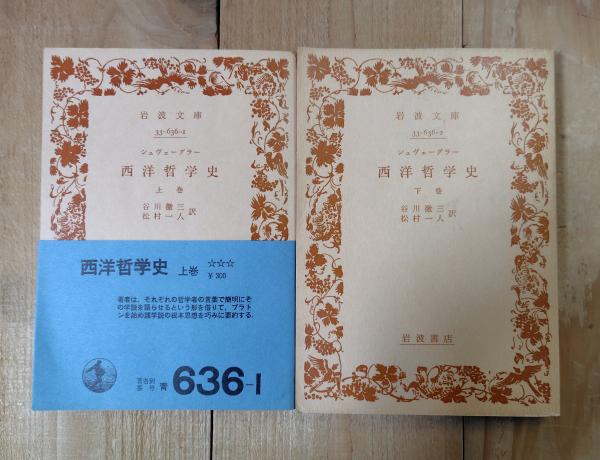 岩波文庫
33-636-1
シュヴェーグラー
西洋哲学史
上巻
谷川徹三
松村一人 訳
西洋哲学史 上巻 ☆☆☆
￥300
著者は、それぞれの哲学者の言葉で簡明にそ
の学説を語らせるという形を借りて、プラト
ンを始め諸学説の根本思想を巧みに要約する.
著者別
番号 青 636-1
岩波文庫
33-636-2
シュヴェーグラー
西洋哲学史
下巻
谷川徹三
松村一人 訳
岩波書店